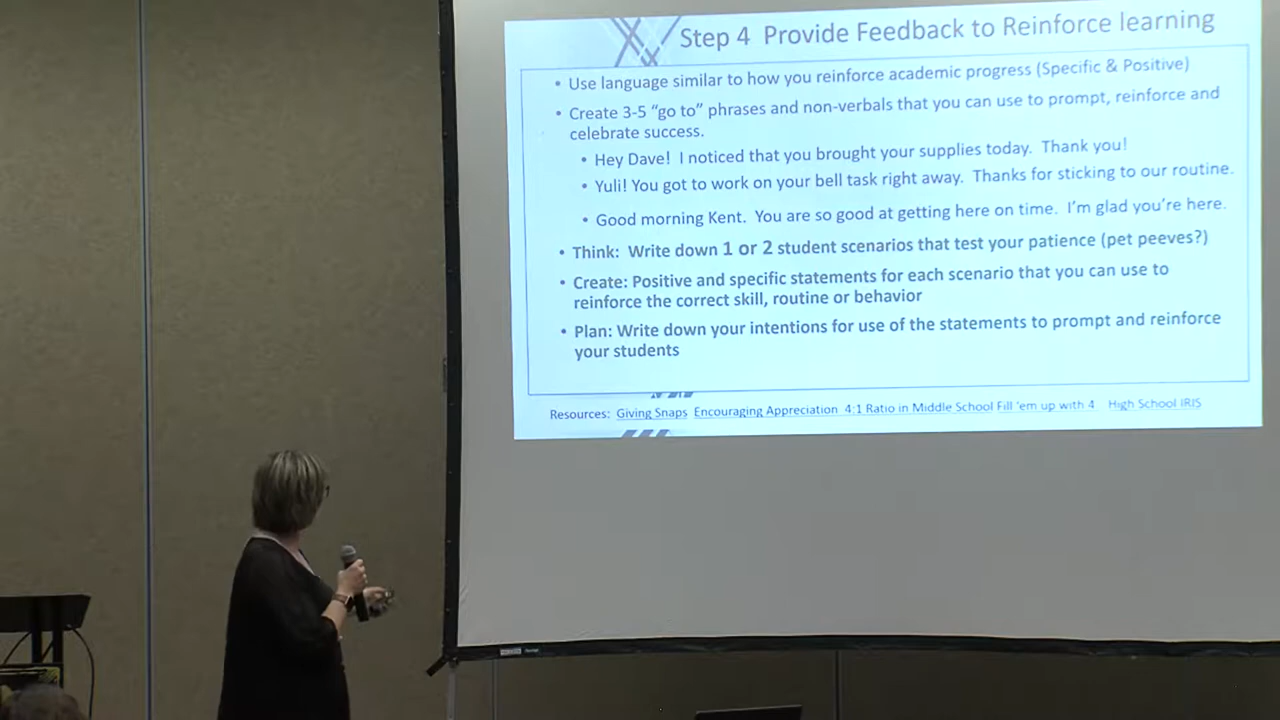 Step 4 Provide Feedback to Reinforce learning
• Use language similar to how you reinforce academic progress (Specific & Positive)
• Create 3-5 “go to” phrases and non-verbals that you can use to prompt, reinforce and
celebrate success.
• Hey Dave! I noticed that you brought your supplies today. Thank you!
• Yuli! You got to work on your bell task right away. Thanks for sticking to our routine.
• Good morning Kent. You are so good at getting here on time. I’m glad you’re here.
• Think: Write down 1 or 2 student scenarios that test your patience (pet peeves?)
• Create: Positive and specific statements for each scenario that you can use to
reinforce the correct skill, routine or behavior
• Plan: Write down your intentions for use of the statements to prompt and reinforce
your students
Resources: Giving Snaps Encouraging Appreciation 4:1 Ratio in Middle School Fill ’em up with 4 High School IRIS